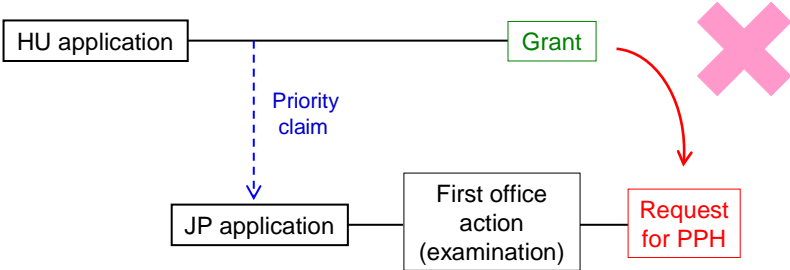 HU application
Grant
Priority
claim
JP application
First office
action
(examination)
Request
for PPH